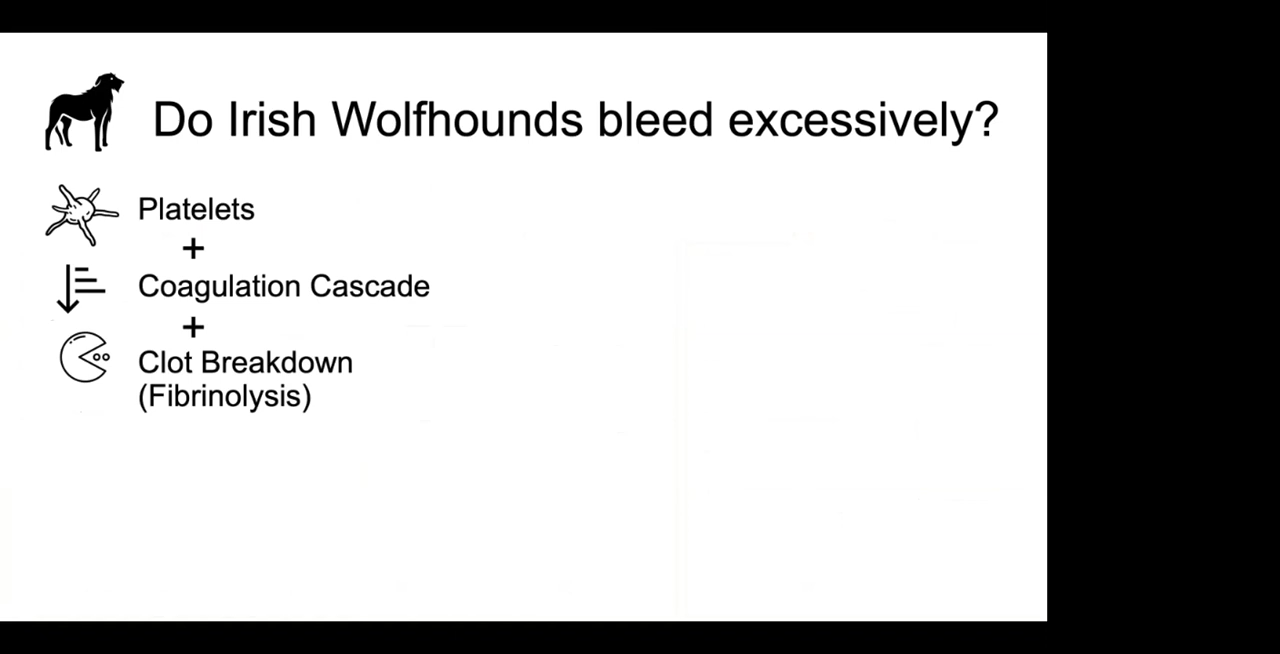 Do Irish Wolfhounds bleed excessively?
Platelets
+
Coagulation Cascade
+
Clot Breakdown
(Fibrinolysis)